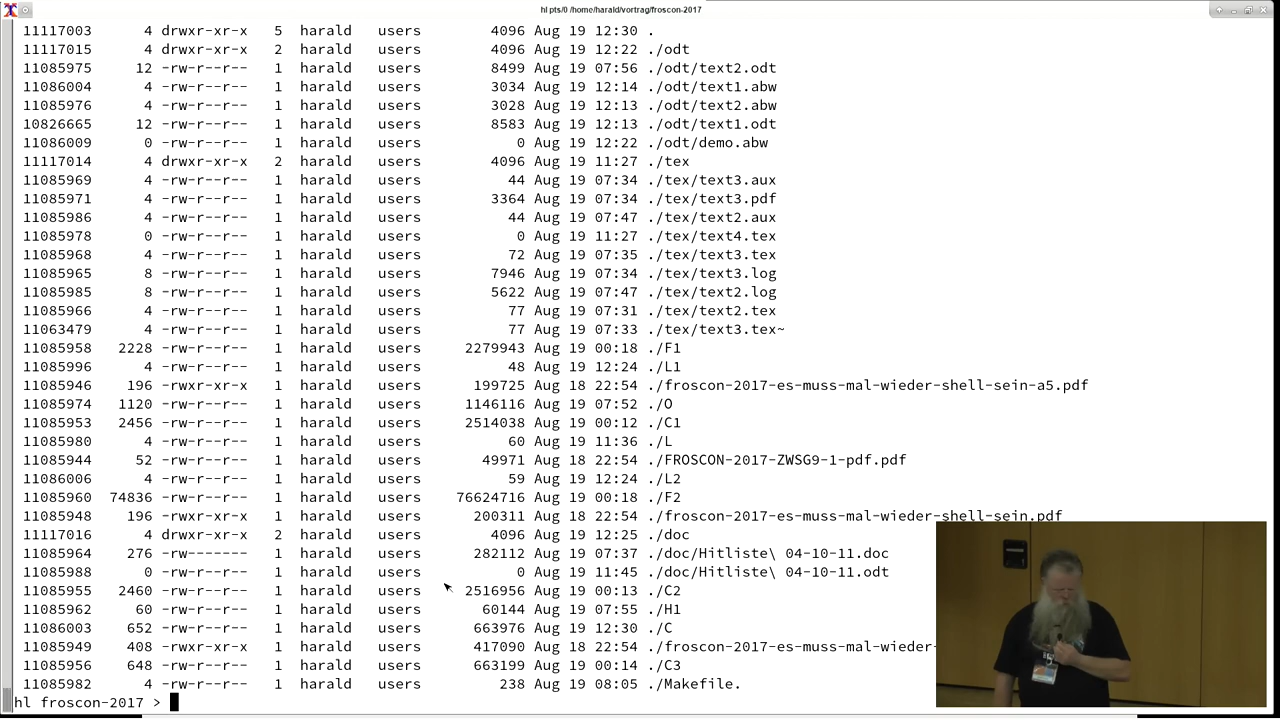 hl pts/0 /home/harald/vortrag/froscon-2017
11117003 4 drwxr-xr-x 5 harald users 4096 Aug 19 12:30 .
11117015 4 drwxr-xr-x 2 harald users 4096 Aug 19 12:22 ./odt
11085975 12 -rw-r--r-- 1 harald users 8499 Aug 19 07:56 ./odt/text2.odt
11086004 4 -rw-r--r-- 1 harald users 3034 Aug 19 12:14 ./odt/text1.abw
11085976 4 -rw-r--r-- 1 harald users 3028 Aug 19 12:13 ./odt/text2.abw
10826665 12 -rw-r--r-- 1 harald users 8583 Aug 19 12:13 ./odt/text1.odt
11086009 0 -rw-r--r-- 1 harald users 0 Aug 19 12:22 ./odt/demo.abw
11117014 4 drwxr-xr-x 2 harald users 4096 Aug 19 11:27 ./tex
11085969 4 -rw-r--r-- 1 harald users 44 Aug 19 07:34 ./tex/text3.aux
11085971 4 -rw-r--r-- 1 harald users 3364 Aug 19 07:34 ./tex/text3.pdf
11085986 4 -rw-r--r-- 1 harald users 44 Aug 19 07:47 ./tex/text2.aux
11085978 0 -rw-r--r-- 1 harald users 0 Aug 19 11:27 ./tex/text4.tex
11085968 4 -rw-r--r-- 1 harald users 72 Aug 19 07:35 ./tex/text3.tex
11085965 8 -rw-r--r-- 1 harald users 7946 Aug 19 07:34 ./tex/text3.log
11085985 8 -rw-r--r-- 1 harald users 5622 Aug 19 07:47 ./tex/text2.log
11085966 4 -rw-r--r-- 1 harald users 77 Aug 19 07:31 ./tex/text2.tex
11063479 4 -rw-r--r-- 1 harald users 77 Aug 19 07:33 ./tex/text3.tex~
11085958 2228 -rw-r--r-- 1 harald users 2279943 Aug 19 00:18 ./F1
11085996 4 -rw-r--r-- 1 harald users 48 Aug 19 12:24 ./L1
11085946 196 -rwxr-xr-x 1 harald users 199725 Aug 18 22:54 ./froscon-2017-es-muss-mal-wieder-shell-sein-a5.pdf
11085974 1120 -rw-r--r-- 1 harald users 1146116 Aug 19 07:52 ./O
11085953 2456 -rw-r--r-- 1 harald users 2514038 Aug 19 00:12 ./C1
11085980 4 -rw-r--r-- 1 harald users 60 Aug 19 11:36 ./L
11085944 52 -rw-r--r-- 1 harald users 49971 Aug 18 22:54 ./FROSCON-2017-ZWSG9-1-pdf.pdf
11086006 4 -rw-r--r-- 1 harald users 59 Aug 19 12:24 ./L2
11085960 74836 -rw-r--r-- 1 harald users 76624716 Aug 19 00:18 ./F2
11085948 196 -rwxr-xr-x 1 harald users 200311 Aug 18 22:54 ./froscon-2017-es-muss-mal-wieder-shell-sein.pdf
11117016 4 drwxr-xr-x 2 harald users 4096 Aug 19 12:25 ./doc
11085964 276 -rw------- 1 harald users 282112 Aug 19 07:37 ./doc/Hitliste\ 04-10-11.doc
11085988 0 -rw-r--r-- 1 harald users 0 Aug 19 11:45 ./doc/Hitliste\ 04-10-11.odt
11085955 2460 -rw-r--r-- 1 harald users 2516956 Aug 19 00:13 ./C2
11085962 60 -rw-r--r-- 1 harald users 60144 Aug 19 07:55 ./H1
11086003 652 -rw-r--r-- 1 harald users 663976 Aug 19 12:30 ./C
11085949 408 -rwxr-xr-x 1 harald users 417090 Aug 18 22:54 ./froscon-2017-es-muss-mal-wieder-
11085956 648 -rw-r--r-- 1 harald users 663199 Aug 19 00:14 ./C3
11085982 4 -rw-r--r-- 1 harald users 238 Aug 19 08:05 ./Makefile.
hl froscon-2017 >